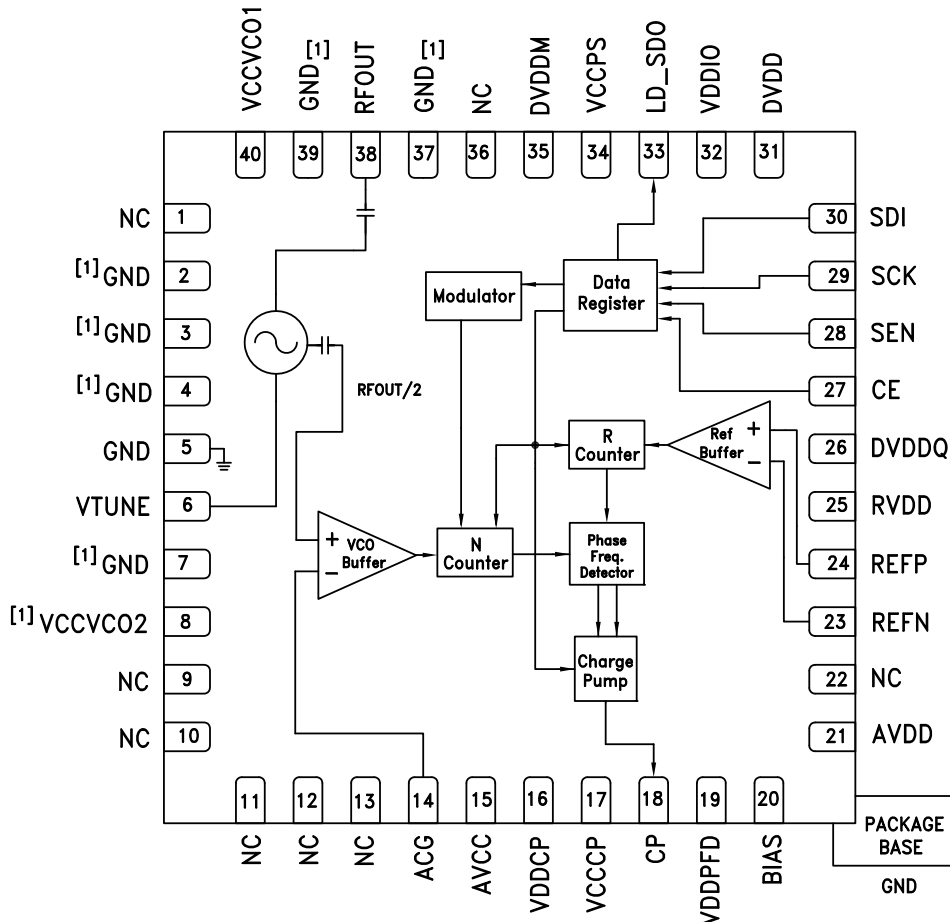 VCCVCO1
GND[1]
RFOUT
GND[1]
NC
DVDDM
VCCPS
LD_SDO
VDDIO
DVDD
40
39
38
37
36
35
34
33
32
31
NC
1
[1]GND
2
[1]GND
3
[1]GND
4
GND
5
VTUNE
6
[1]GND
7
[1]VCCVCO2
8
NC
9
NC
10
30
SDI
29
SCK
28
SEN
27
CE
26
DVDDQ
25
RVDD
24
REFP
23
REFN
22
NC
21
AVDD
Modulator
Data
Register
RFOUT/2
R
Counter
Ref
Buffer
+
−
+
−
VCO
Buffer
N
Counter
Phase
Freq.
Detector
Charge
Pump
11
12
13
14
15
16
17
18
19
20
NC
NC
NC
ACG
AVCC
VDDCP
VCCCP
CP
VDDPFD
BIAS
PACKAGE
BASE
GND